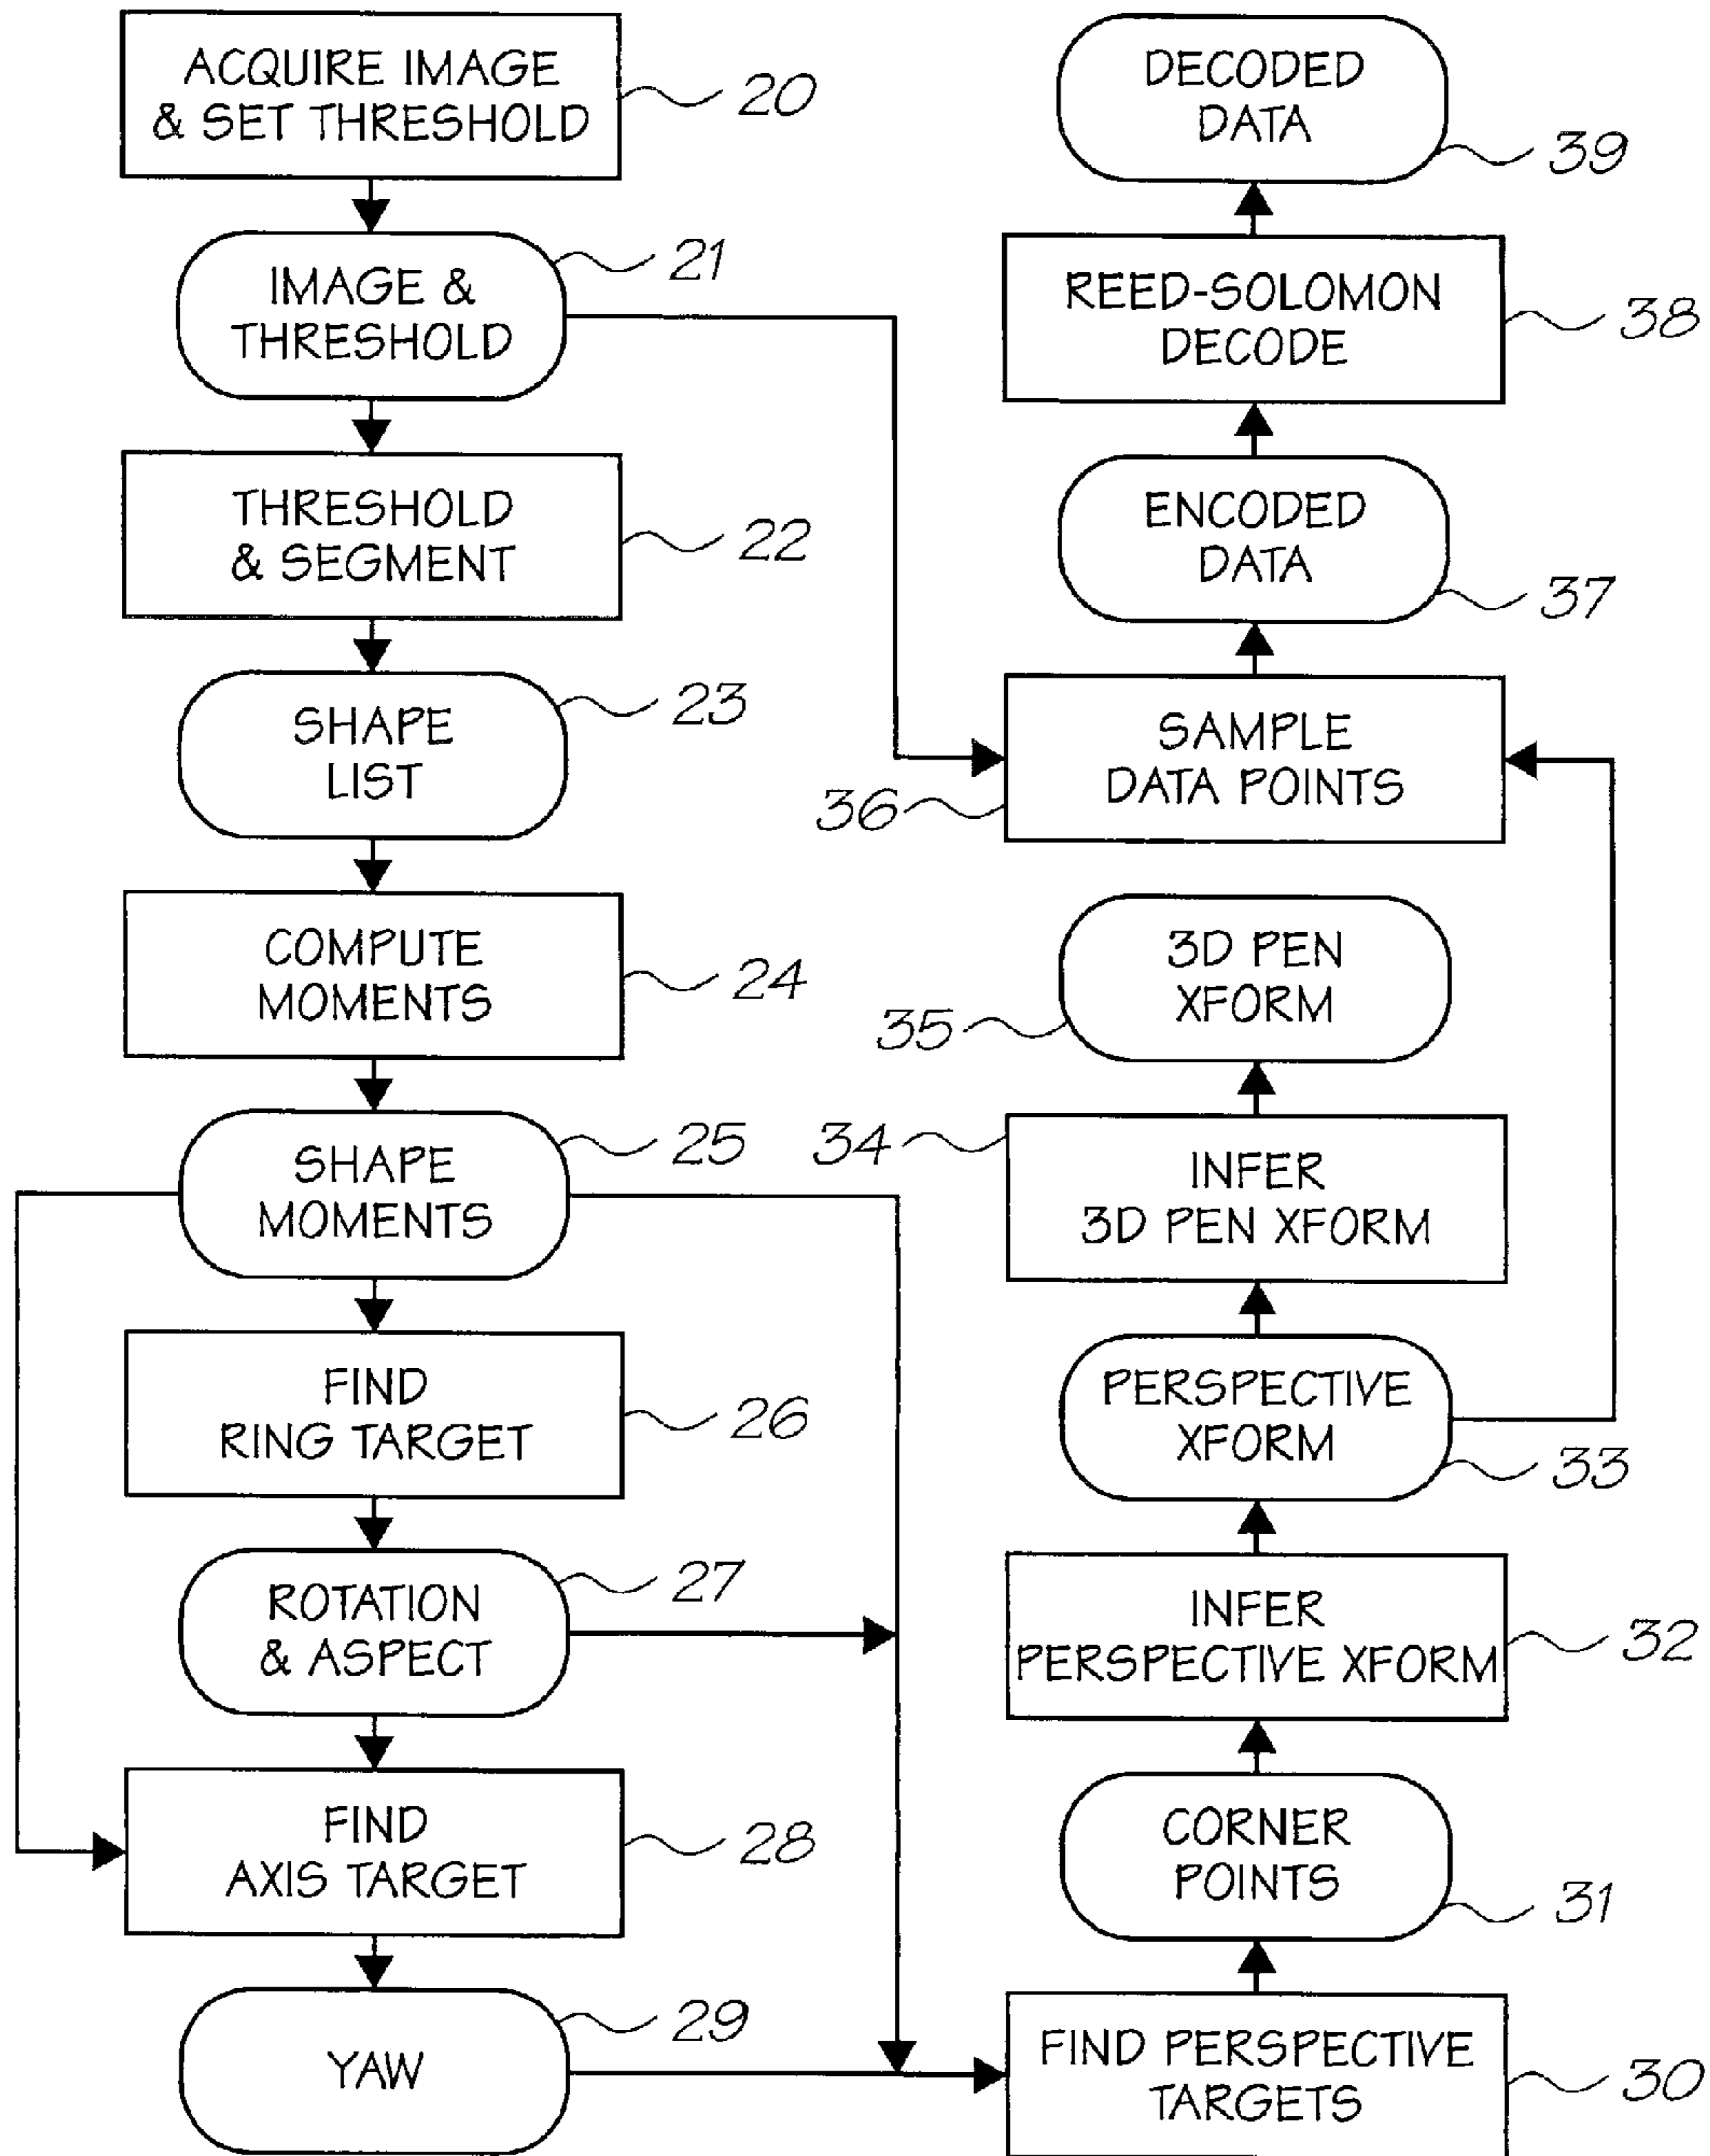 ACQUIRE IMAGE
& SET THRESHOLD
20
IMAGE &
THRESHOLD
21
THRESHOLD
& SEGMENT
22
SHAPE
LIST
23
COMPUTE
MOMENTS
24
SHAPE
MOMENTS
25
FIND
RING TARGET
26
ROTATION
& ASPECT
27
FIND
AXIS TARGET
28
YAW
29
DECODED
DATA
39
REED-SOLOMON
DECODE
38
ENCODED
DATA
37
SAMPLE
DATA POINTS
36
3D PEN
XFORM
35
INFER
3D PEN XFORM
34
PERSPECTIVE
XFORM
33
INFER
PERSPECTIVE XFORM
32
CORNER
POINTS
31
FIND PERSPECTIVE
TARGETS
30